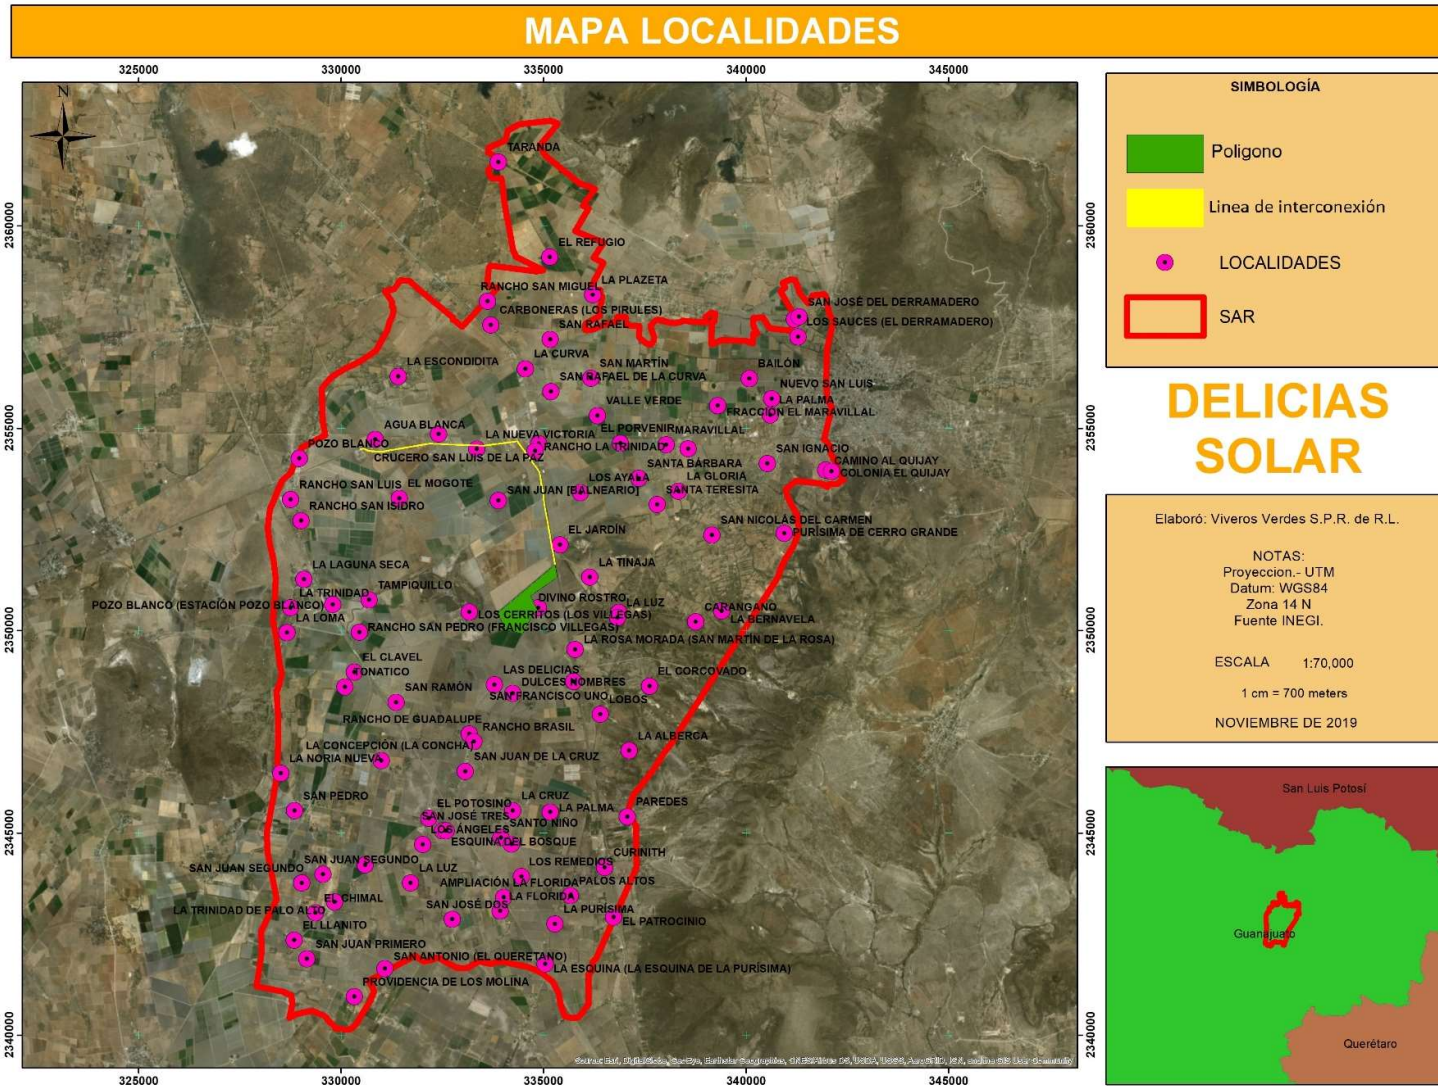 MAPA LOCALIDADES
325000
330000
335000
340000
345000
N
TARANDA
EL REFUGIO
LA PLAZETA
RANCHO SAN MIGUEL
CARBONERAS (LOS PIRULES)
SAN JOSÉ DEL DERRAMADERO
LOS SAUCES (EL DERRAMADERO)
SAN RAFAEL
LA ESCONDIDITA
LA CURVA
SAN MARTÍN
BAILÓN
SAN RAFAEL DE LA CURVA
NUEVO SAN LUIS
VALLE VERDE
LA PALMA
FRACCIÓN EL MARAVILLAL
AGUA BLANCA
POZO BLANCO
LA NUEVA VICTORIA
EL PORVENIR
MARAVILLAL
RANCHO LA TRINIDAD
CRUCERO SAN LUIS DE LA PAZ
SAN IGNACIO
SANTA BÁRBARA
CAMINO AL QUIJAY
COLONIA EL QUIJAY
RANCHO SAN LUIS
EL MOGOTE
LOS AYALA
LA GLORIA
RANCHO SAN ISIDRO
SAN JUAN [BALNEARIO]
SANTA TERESITA
EL JARDÍN
SAN NICOLÁS DEL CARMEN
PURÍSIMA DE CERRO GRANDE
LA LAGUNA SECA
LA TINAJA
LA TRINIDAD
TAMPIQUILLO
DIVINO ROSTRO
POZO BLANCO (ESTACIÓN POZO BLANCO)
LOS CERRITOS (LOS VILLEGAS)
LA LUZ
CARANGANO
LA BERNAVELA
LA LOMA
RANCHO SAN PEDRO (FRANCISCO VILLEGAS)
LA ROSA MORADA (SAN MARTÍN DE LA ROSA)
EL CLAVEL
LAS DELICIAS
EL CORCOVADO
DULCES NOMBRES
SAN RAMÓN
SAN FRANCISCO UNO
LOBOS
RANCHO DE GUADALUPE
RANCHO BRASIL
LA CONCEPCIÓN (LA CONCHA)
LA NORIA NUEVA
SAN JUAN DE LA CRUZ
LA ALBERCA
SAN PEDRO
EL POTOSINO
LA CRUZ
LA PALMA
PAREDES
SAN JOSÉ TRES
SANTO NIÑO
LOS ÁNGELES
ESQUINA DEL BOSQUE
SAN JUAN SEGUNDO
SAN JUAN SEGUNDO
LA LUZ
LOS REMEDIOS
CURINITH
AMPLIACIÓN LA FLORIDA
PALOS ALTOS
EL CHIMAL
LA FLORIDA
LA TRINIDAD DE PALO ALTO
SAN JOSÉ DOS
LA PURÍSIMA
EL LLANITO
EL PATROCINIO
SAN JUAN PRIMERO
SAN ANTONIO (EL QUERETANO)
LA ESQUINA (LA ESQUINA DE LA PURÍSIMA)
PROVIDENCIA DE LOS MOLINA
2360000
2355000
2350000
2345000
2340000
2360000
2355000
2350000
2345000
2340000
325000
330000
335000
340000
345000
SIMBOLOGÍA
Poligono
Linea de interconexión
LOCALIDADES
SAR
DELICIAS
SOLAR
Elaboró: Viveros Verdes S.P.R. de R.L.
NOTAS:
Proyeccion.- UTM
Datum: WGS84
Zona 14 N
Fuente INEGI.
ESCALA 1:70,000
1 cm = 700 meters
NOVIEMBRE DE 2019
San Luis Potosí
Guanajuato
Querétaro